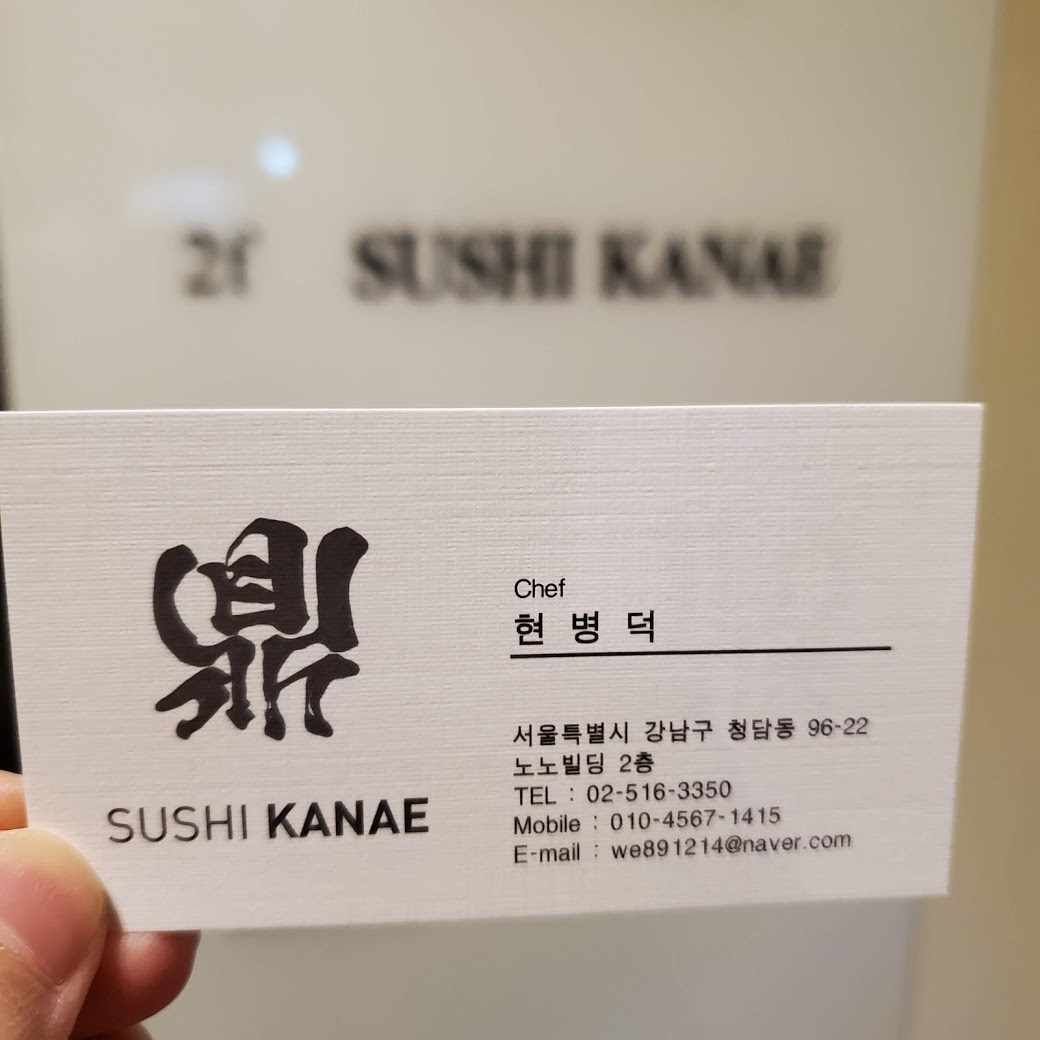 2f SUSHI KANAE
鼎
SUSHI KANAE
Chef
현 병 덕
서울특별시 강남구 청담동 96-22
노노빌딩 2층
TEL : 02-516-3350
Mobile : 010-4567-1415
E-mail : we891214@naver.com